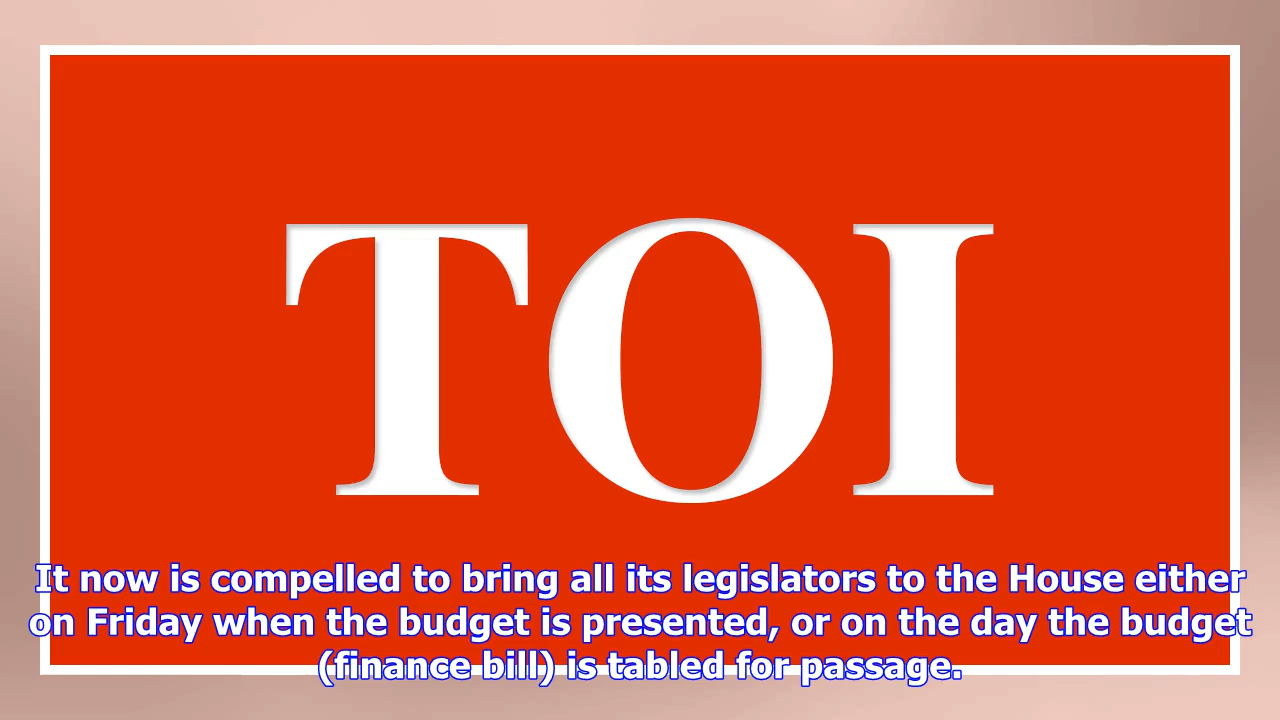 TOI
It now is compelled to bring all its legislators to the House either
on Friday when the budget is presented, or on the day the budget
(finance bill) is tabled for passage.